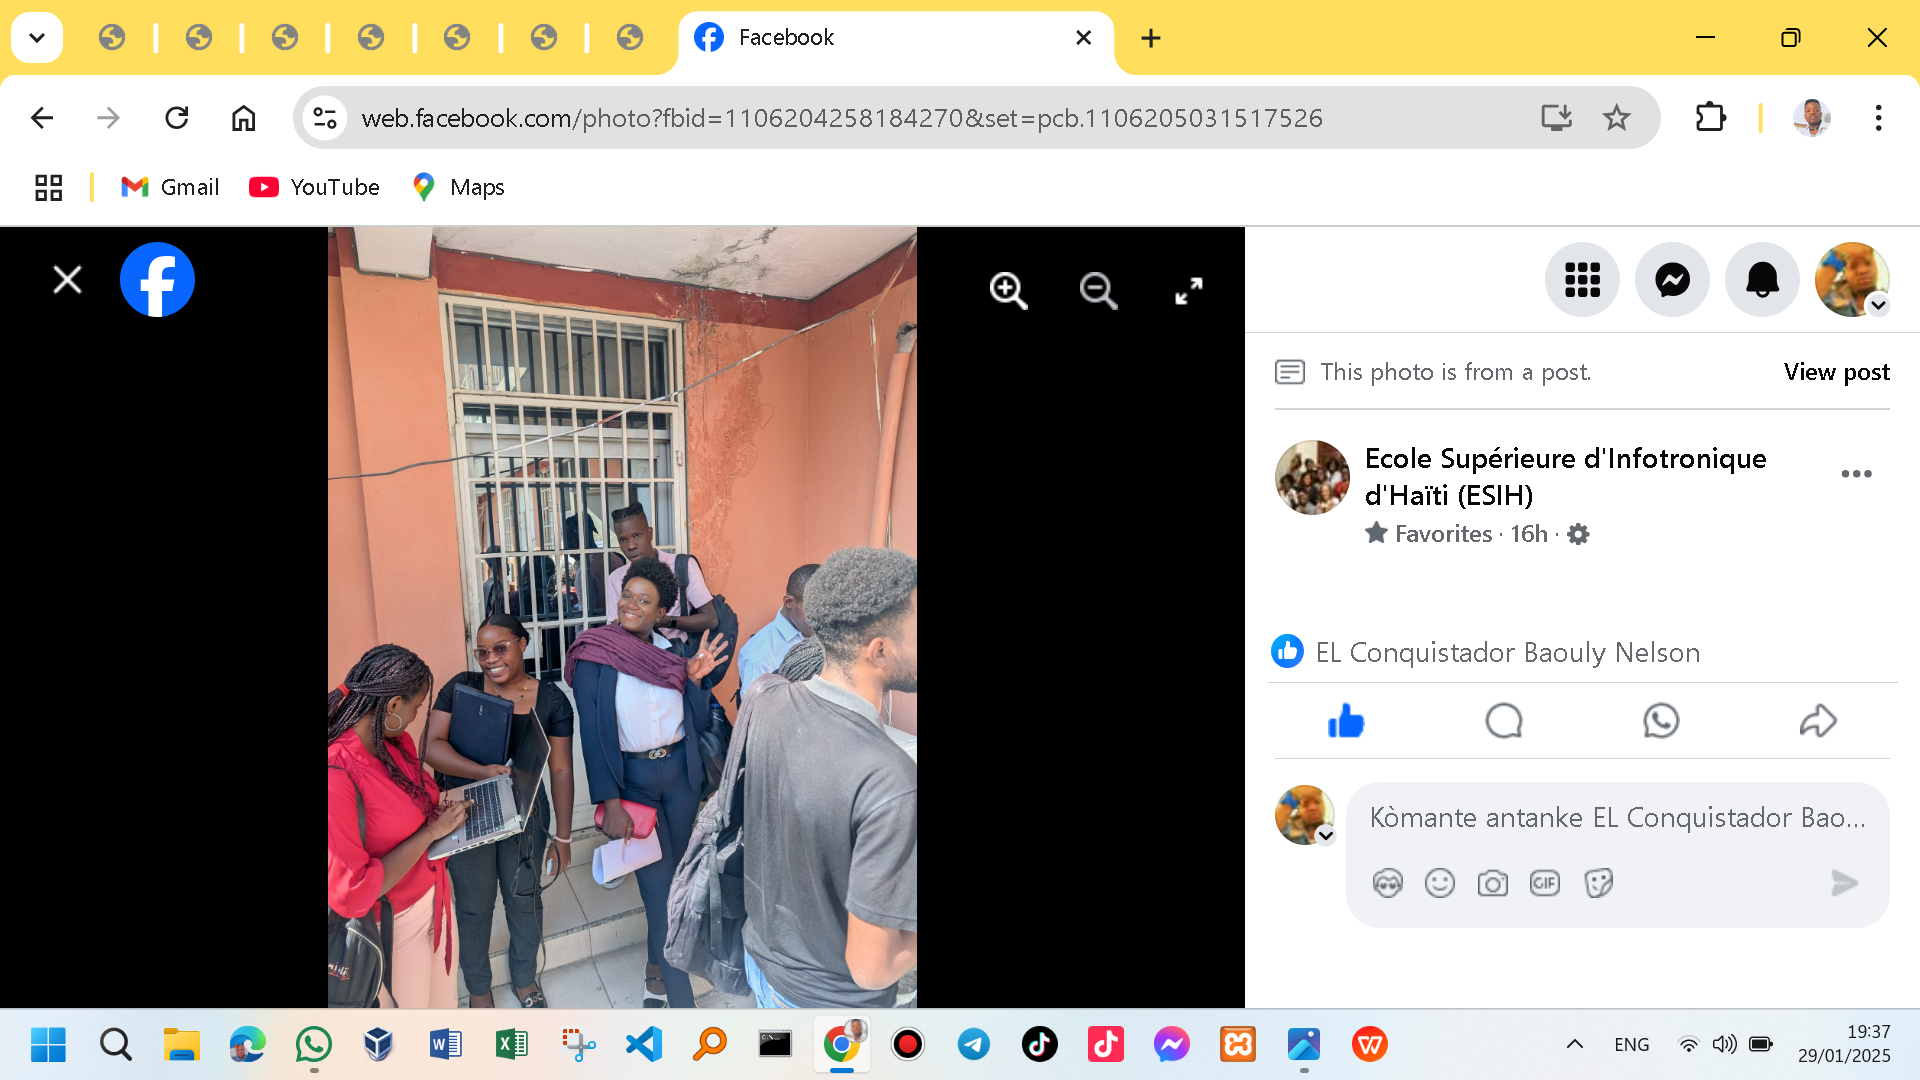 Facebook
web.facebook.com/photo?fbid=1106204258184270&set=pcb.1106205031517526
Gmail
YouTube
Maps
This photo is from a post.
View post
Ecole Supérieure d'Infotronique
d'Haïti (ESIH)
Favorites · 16h ·
EL Conquistador Baouly Nelson
Kòmante antanke EL Conquistador Bao...
GIF
ENG
19:37
29/01/2025